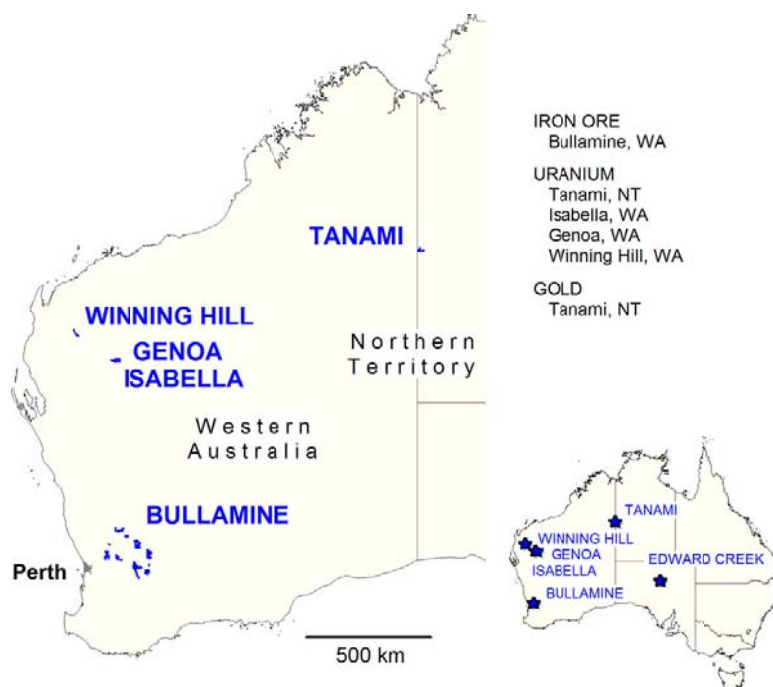 TANAMI
WINNING HILL
GENOA
ISABELLA
Northern
Territory
Western
Australia
BULLAMINE
Perth
500 km
IRON ORE
Bullamine, WA
URANIUM
Tanami, NT
Isabella, WA
Genoa, WA
Winning Hill, WA
GOLD
Tanami, NT
TANAMI
WINNING HILL
GENOA
EDWARD CREEK
ISABELLA
BULLAMINE